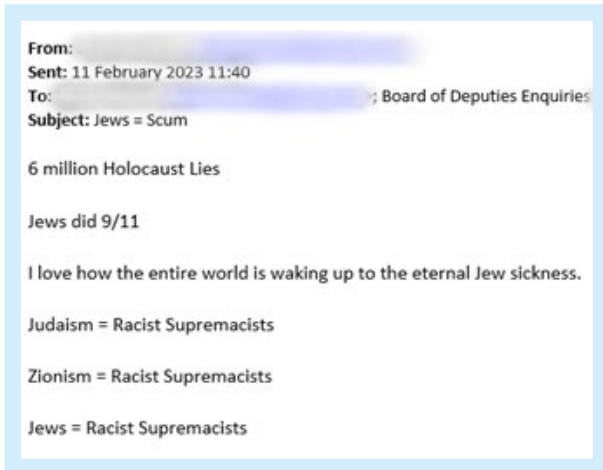 From:
Sent: 11 February 2023 11:40
To: ; Board of Deputies Enquiries
Subject: Jews = Scum
6 million Holocaust Lies
Jews did 9/11
I love how the entire world is waking up to the eternal Jew sickness.
Judaism = Racist Supremacists
Zionism = Racist Supremacists
Jews = Racist Supremacists